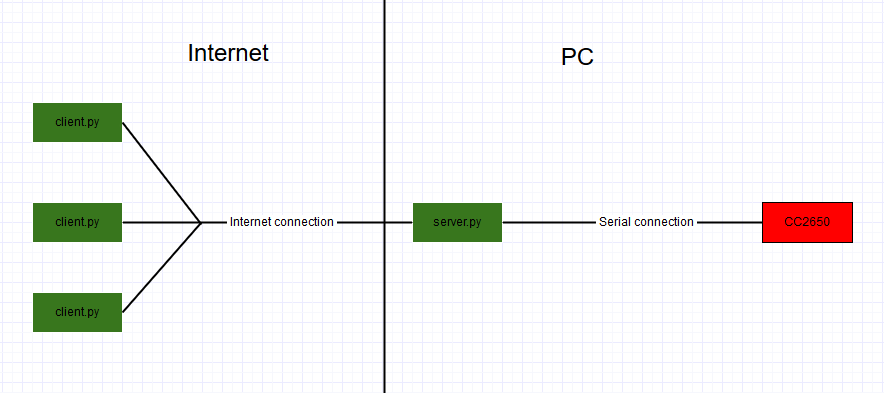 Internet
PC
client.py
client.py
Internet connection
server.py
Serial connection
CC2650
client.py